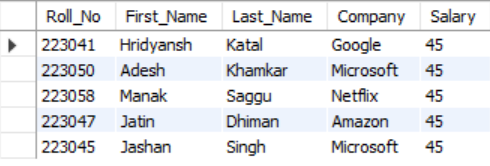 Roll_No First_Name Last_Name Company Salary
223041 Hridyansh Katal Google 45
223050 Adesh Khamkar Microsoft 45
223058 Manak Saggu Netflix 45
223047 Jatin Dhiman Amazon 45
223045 Jashan Singh Microsoft 45